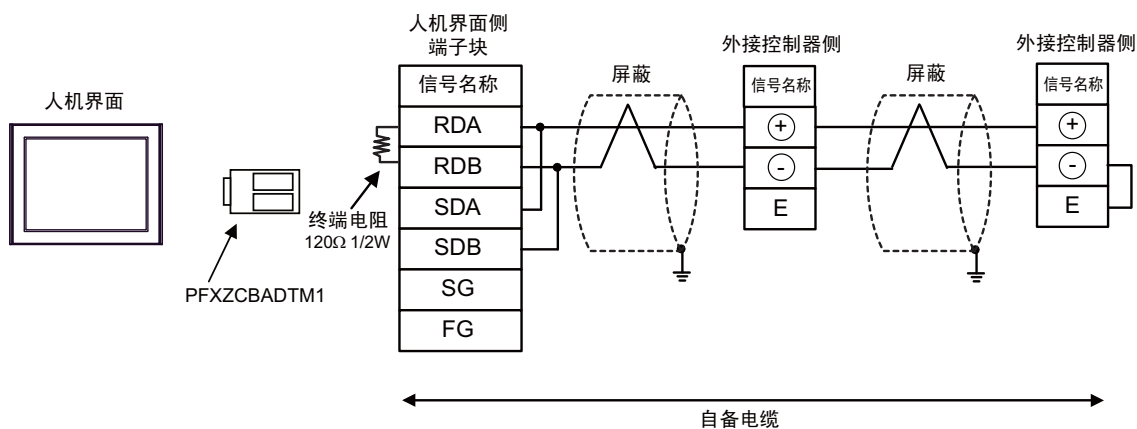 人机界面
PFXZCBADTM1
终端电阻
120Ω 1/2W
人机界面侧
端子块
信号名称
RDA
RDB
SDA
SDB
SG
FG
屏蔽
外接控制器侧
信号名称
+
-
E
屏蔽
外接控制器侧
信号名称
+
-
E
自备电缆